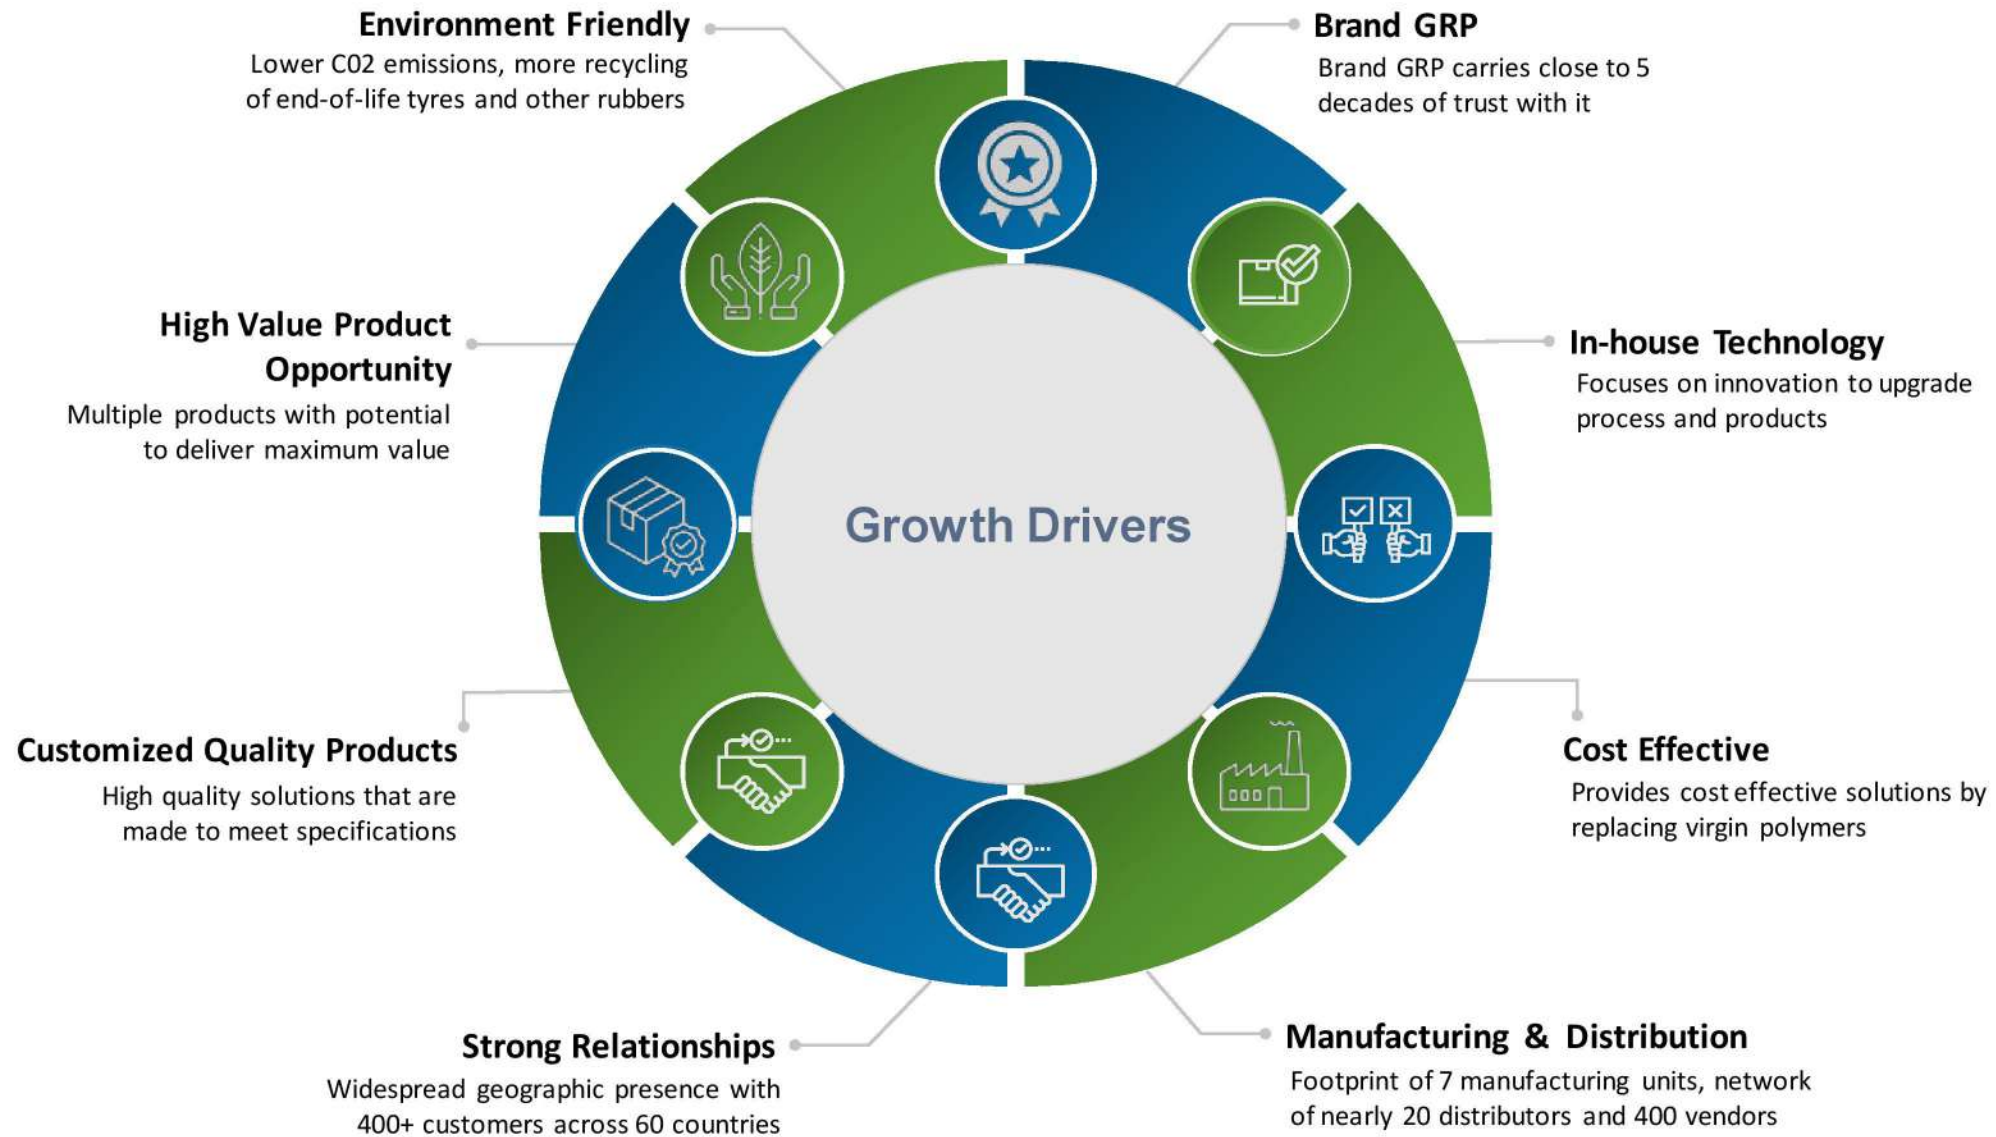 Environment Friendly
Lower C02 emissions, more recycling
of end-of-life tyres and other rubbers
Brand GRP
Brand GRP carries close to 5
decades of trust with it
High Value Product
Opportunity
Multiple products with potential
to deliver maximum value
In-house Technology
Focuses on innovation to upgrade
process and products
Growth Drivers
Customized Quality Products
High quality solutions that are
made to meet specifications
Cost Effective
Provides cost effective solutions by
replacing virgin polymers
Strong Relationships
Widespread geographic presence with
400+ customers across 60 countries
Manufacturing & Distribution
Footprint of 7 manufacturing units, network
of nearly 20 distributors and 400 vendors